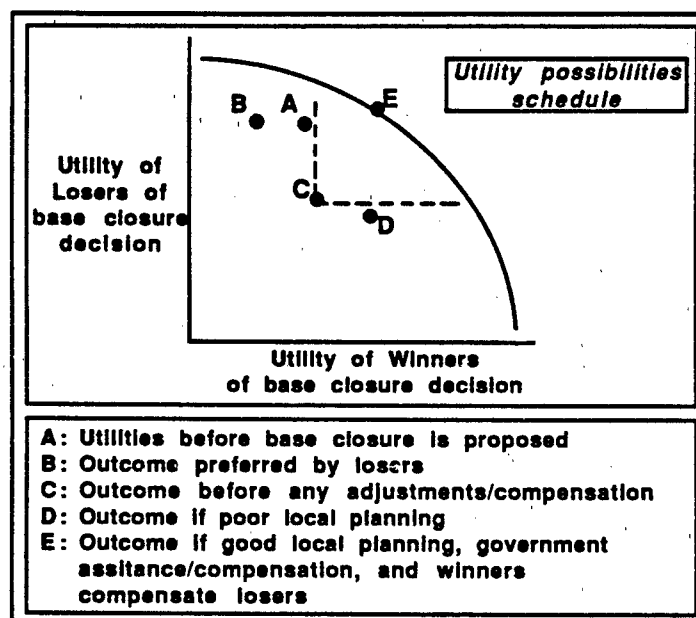 Utility possibilities
schedule
B
A
E
Utility of
Losers of
base closure
decision
C
D
Utility of Winners
of base closure decision
A: Utilities before base closure is proposed
B: Outcome preferred by losers
C: Outcome before any adjustments/compensation
D: Outcome if poor local planning
E: Outcome if good local planning, government
assitance/compensation, and winners
compensate losers